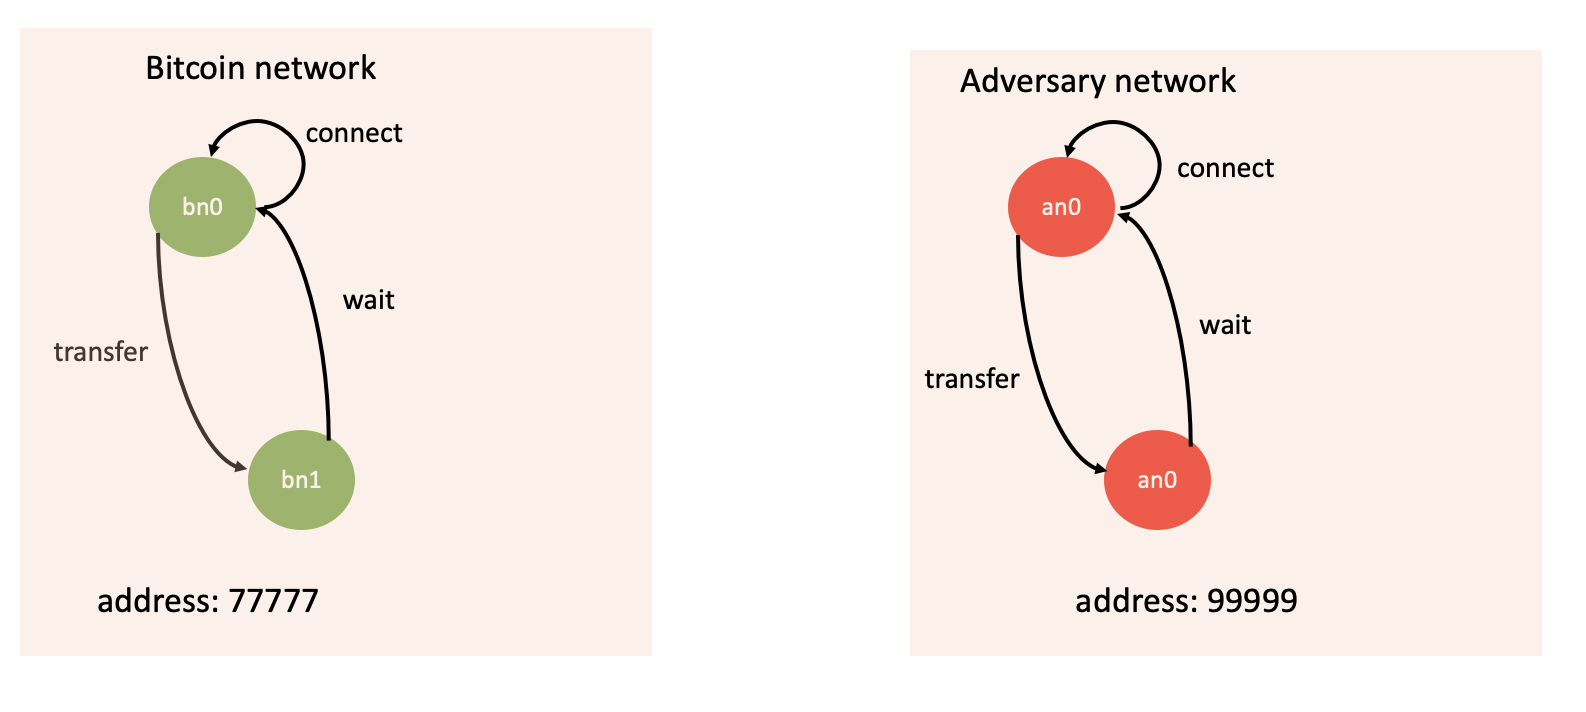 Bitcoin network
connect
bn0
wait
transfer
bn1
address: 77777
Adversary network
connect
an0
wait
transfer
an0
address: 99999